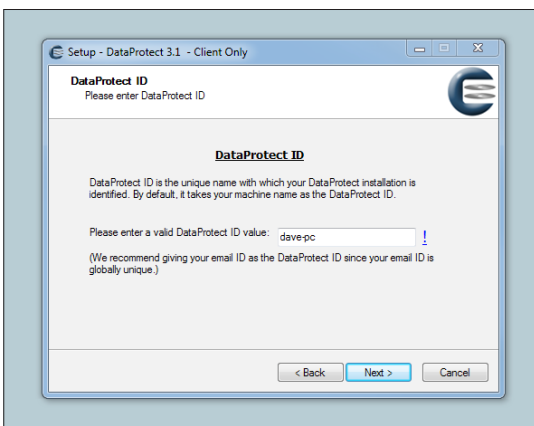 Setup - DataProtect 3.1 - Client Only
DataProtect ID
Please enter DataProtect ID
DataProtect ID
DataProtect ID is the unique name with which your DataProtect installation is
identified. By default, it takes your machine name as the DataProtect ID.
Please enter a valid DataProtect ID value: dave-pc !
(We recommend giving your email ID as the DataProtect ID since your email ID is
globally unique.)
< Back Next > Cancel